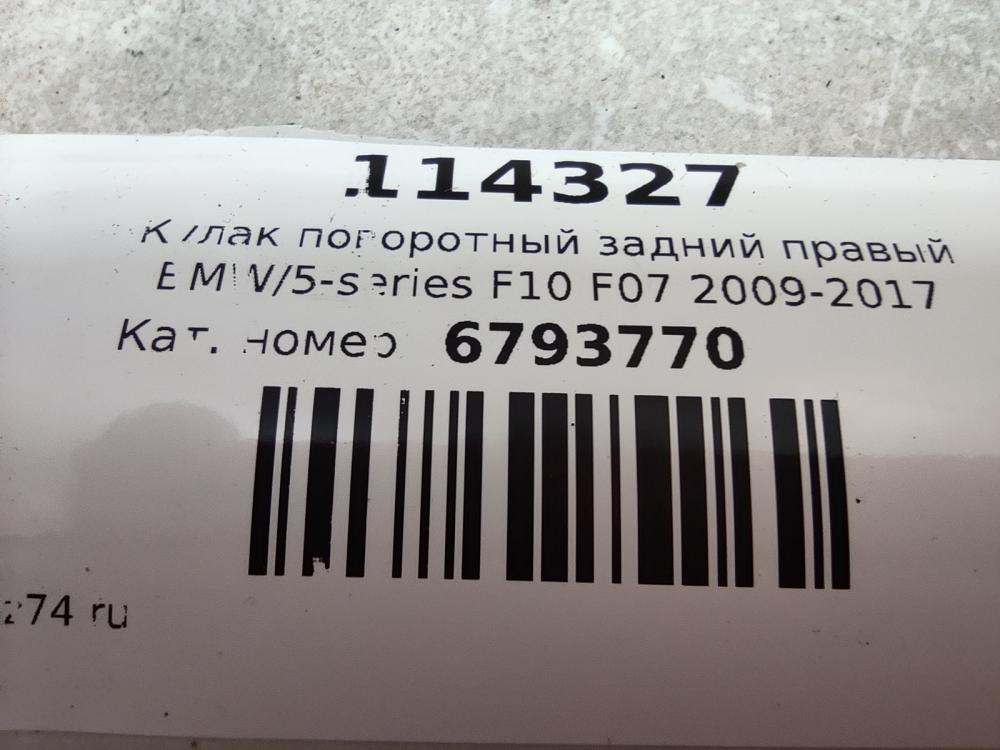 114327
Кулак поворотный задний правый
BMW/5-series F10 F07 2009-2017
Кат. номер 6793770
74 ru